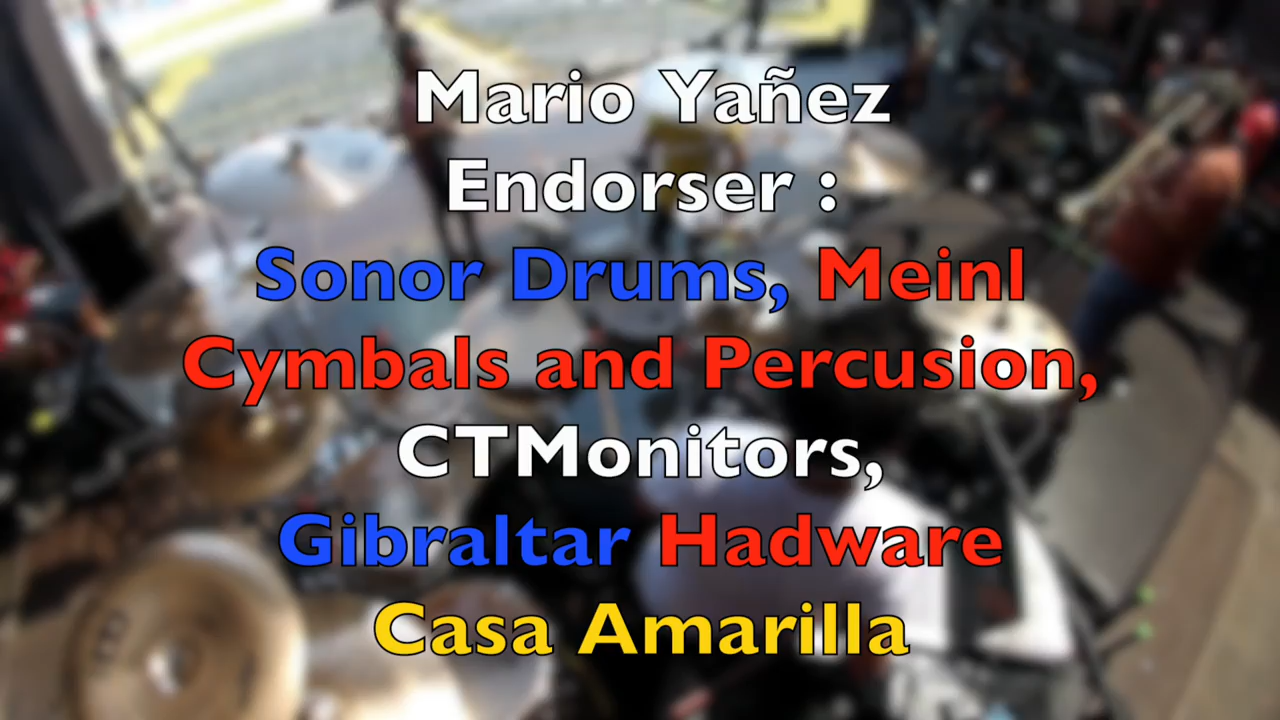 Mario Yañez
Endorser :
Sonor Drums, Meinl
Cymbals and Percusion,
CTMonitors,
Gibraltar Hadware
Casa Amarilla